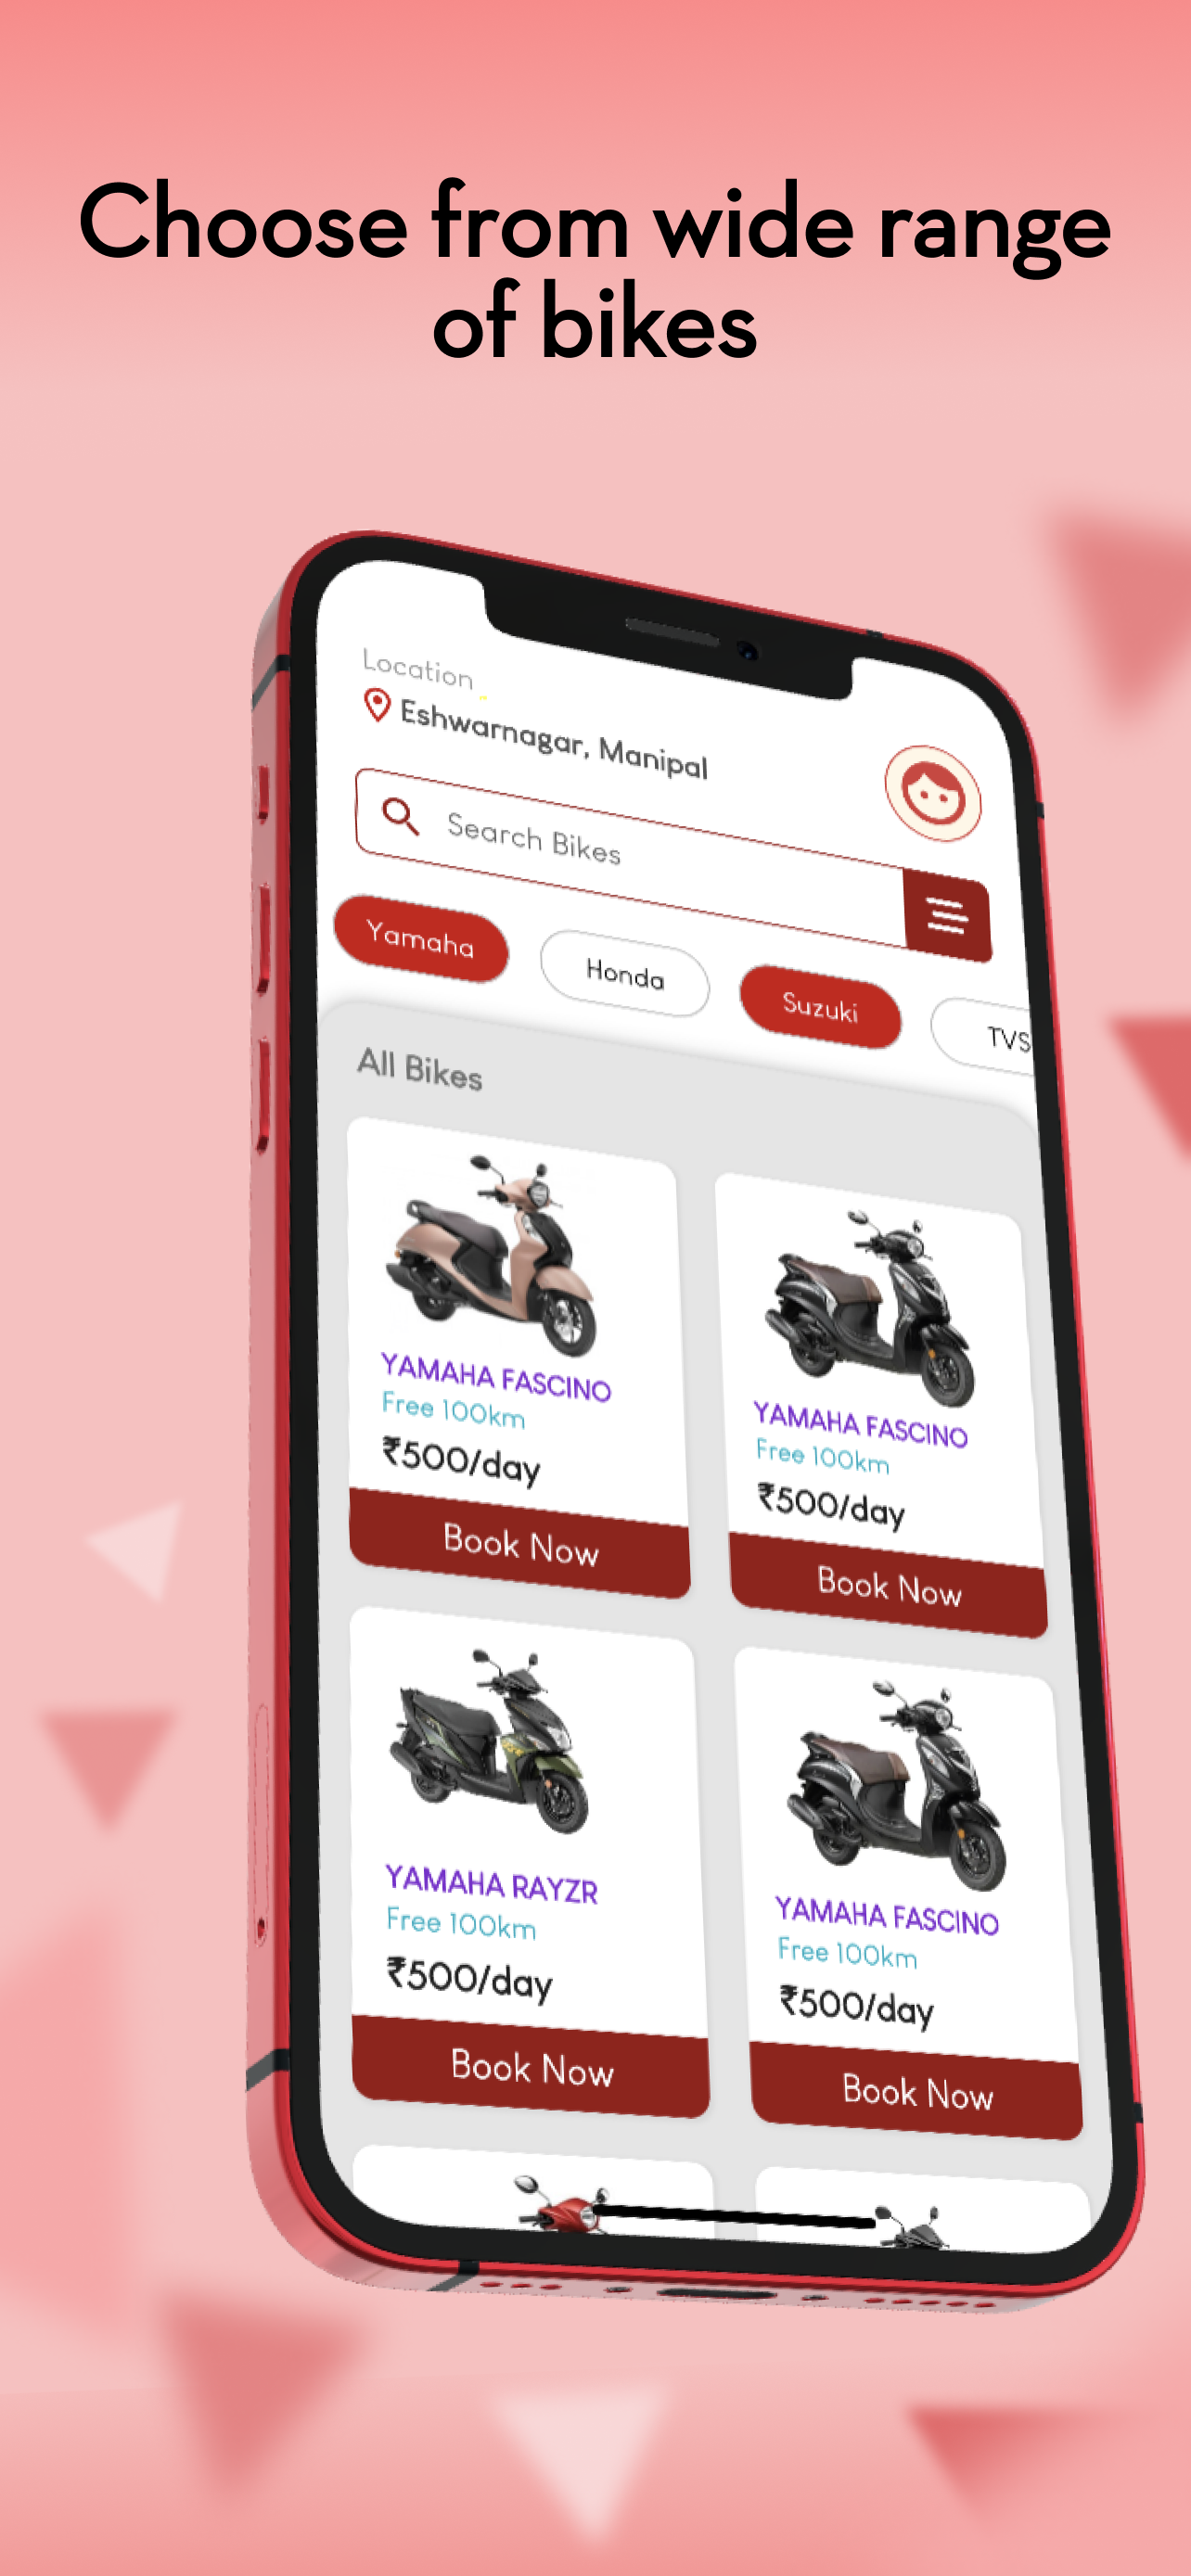 Choose from wide range
of bikes
Location
Eshwarnagar, Manipal
Search Bikes
Yamaha
Honda
Suzuki
TVS
All Bikes
YAMAHA FASCINO
Free 100km
₹500/day
Book Now
YAMAHA FASCINO
Free 100km
₹500/day
Book Now
YAMAHA RAYZR
Free 100km
₹500/day
Book Now
YAMAHA FASCINO
Free 100km
₹500/day
Book Now